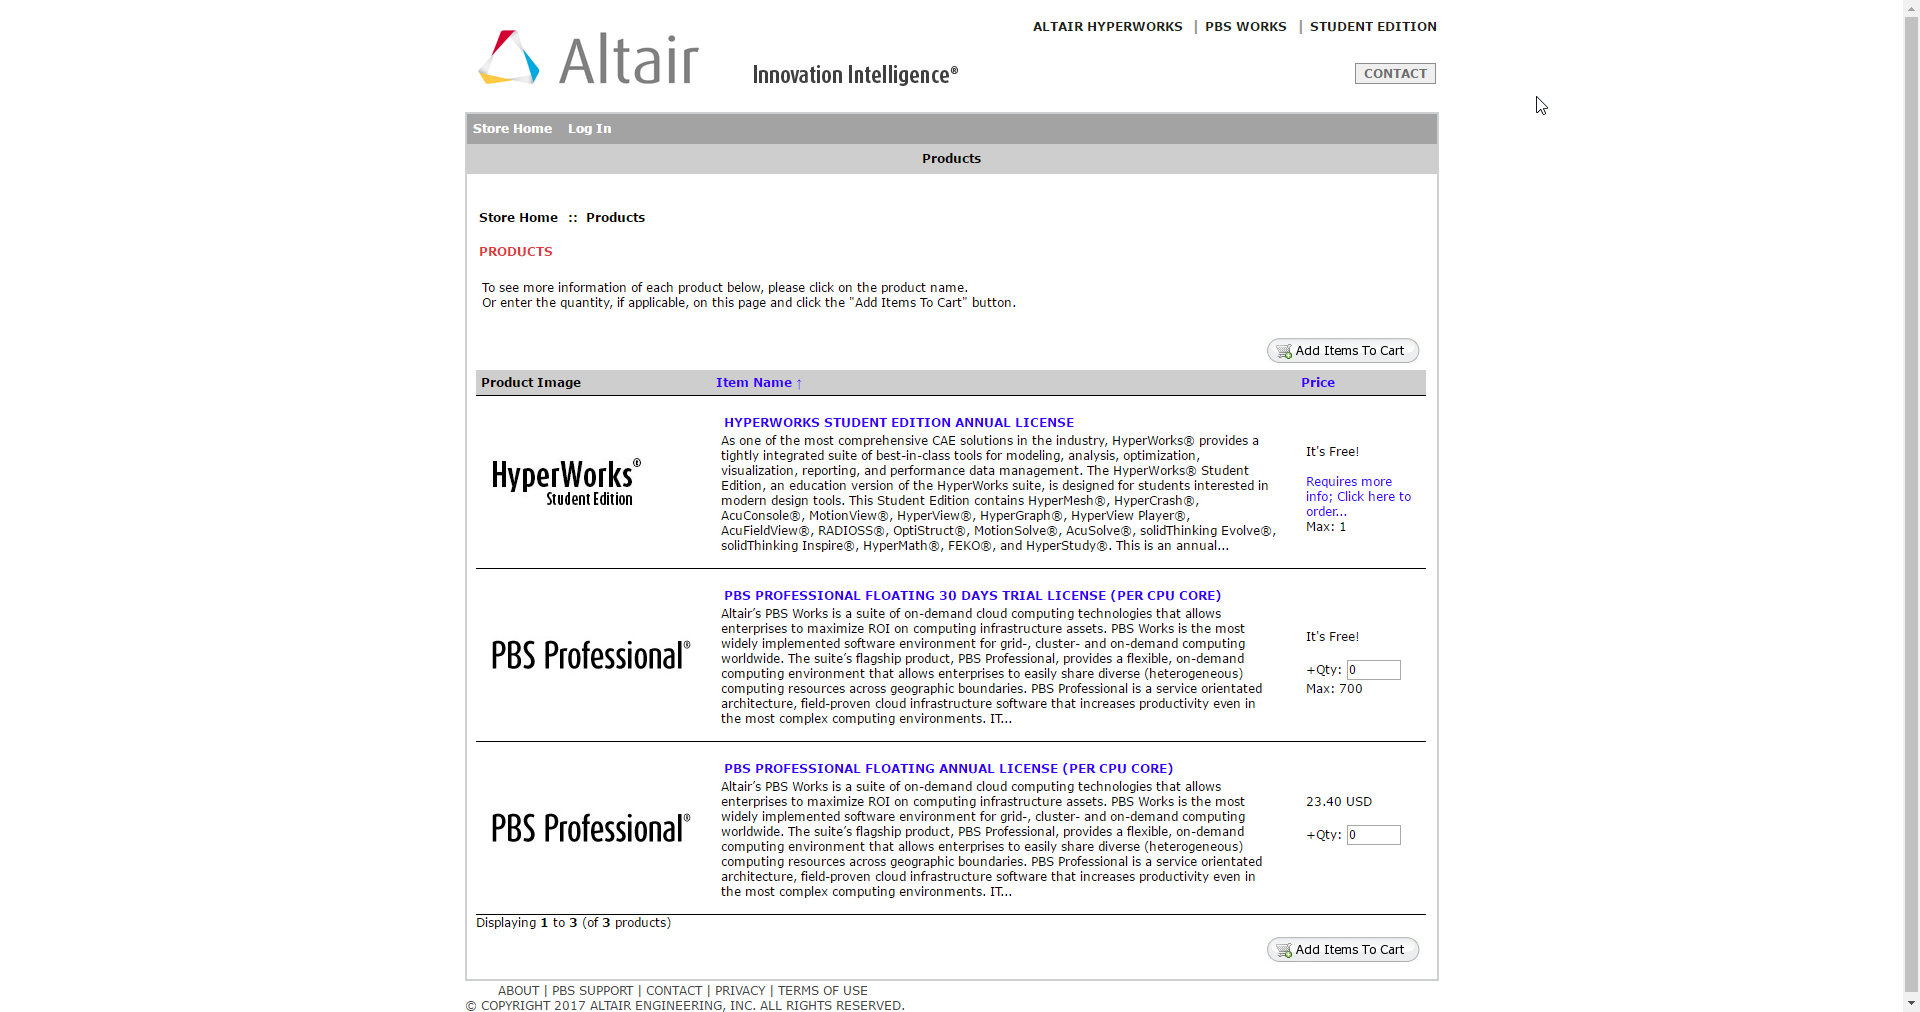 ALTAIR HYPERWORKS | PBS WORKS | STUDENT EDITION
Altair
Innovation Intelligence®
CONTACT
Store Home Log In
Products
Store Home :: Products
PRODUCTS
To see more information of each product below, please click on the product name.
Or enter the quantity, if applicable, on this page and click the "Add Items To Cart" button.
Add Items To Cart
Product Image Item Name ↑ Price
HyperWorks®
Student Edition
HYPERWORKS STUDENT EDITION ANNUAL LICENSE
As one of the most comprehensive CAE solutions in the industry, HyperWorks® provides a
tightly integrated suite of best-in-class tools for modeling, analysis, optimization,
visualization, reporting, and performance data management. The HyperWorks® Student
Edition, an education version of the HyperWorks suite, is designed for students interested in
modern design tools. This Student Edition contains HyperMesh®, HyperCrash®,
AcuConsole®, MotionView®, HyperView®, HyperGraph®, HyperView Player®,
AcuFieldView®, RADIOSS®, OptiStruct®, MotionSolve®, AcuSolve®, solidThinking Evolve®,
solidThinking Inspire®, HyperMath®, FEKO®, and HyperStudy®. This is an annual...
It's Free!
Requires more
info; Click here to
order...
Max: 1
PBS Professional®
PBS PROFESSIONAL FLOATING 30 DAYS TRIAL LICENSE (PER CPU CORE)
Altair’s PBS Works is a suite of on-demand cloud computing technologies that allows
enterprises to maximize ROI on computing infrastructure assets. PBS Works is the most
widely implemented software environment for grid-, cluster- and on-demand computing
worldwide. The suite’s flagship product, PBS Professional, provides a flexible, on-demand
computing environment that allows enterprises to easily share diverse (heterogeneous)
computing resources across geographic boundaries. PBS Professional is a service orientated
architecture, field-proven cloud infrastructure software that increases productivity even in
the most complex computing environments. IT...
It's Free!
+Qty: 0
Max: 700
PBS Professional®
PBS PROFESSIONAL FLOATING ANNUAL LICENSE (PER CPU CORE)
Altair’s PBS Works is a suite of on-demand cloud computing technologies that allows
enterprises to maximize ROI on computing infrastructure assets. PBS Works is the most
widely implemented software environment for grid-, cluster- and on-demand computing
worldwide. The suite’s flagship product, PBS Professional, provides a flexible, on-demand
computing environment that allows enterprises to easily share diverse (heterogeneous)
computing resources across geographic boundaries. PBS Professional is a service orientated
architecture, field-proven cloud infrastructure software that increases productivity even in
the most complex computing environments. IT...
23.40 USD
+Qty: 0
Displaying 1 to 3 (of 3 products)
Add Items To Cart
ABOUT | PBS SUPPORT | CONTACT | PRIVACY | TERMS OF USE
© COPYRIGHT 2017 ALTAIR ENGINEERING, INC. ALL RIGHTS RESERVED.